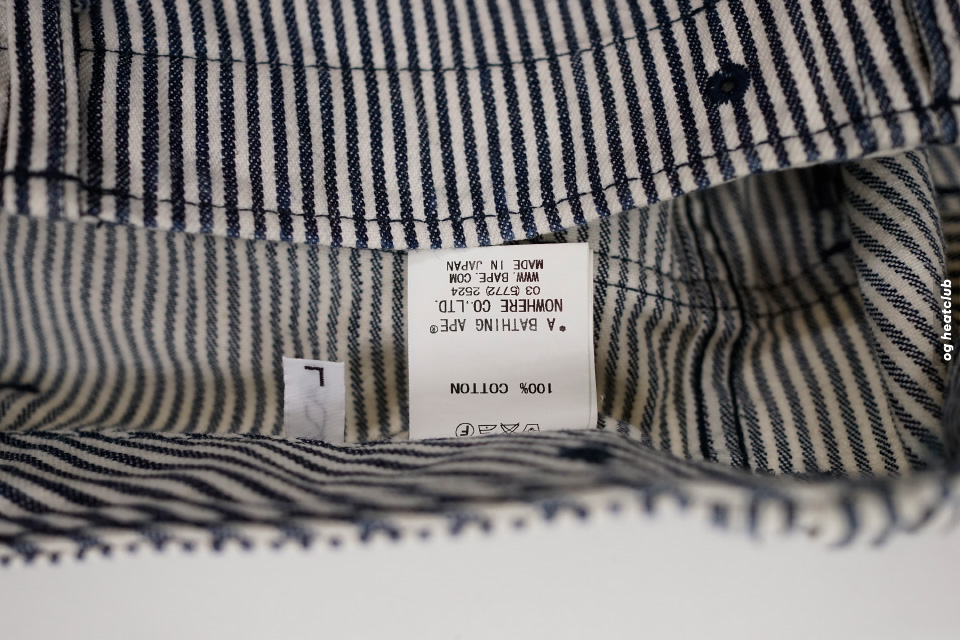 100% COTTON
* A BATHING APE®
NOWHERE CO.LTD.
03 (5772) 2524
WWW. BAPE. COM
MADE IN JAPAN
L
F
og heatclub